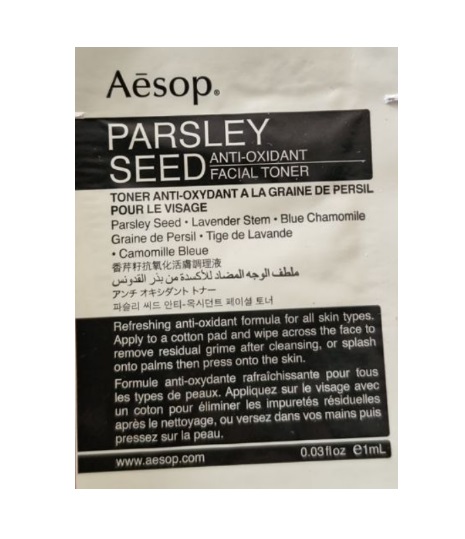 Aēsop®
PARSLEY
SEED ANTI-OXIDANT
FACIAL TONER
TONER ANTI-OXYDANT A LA GRAINE DE PERSIL
POUR LE VISAGE
Parsley Seed • Lavender Stem • Blue Chamomile
Graine de Persil • Tige de Lavande
• Camomille Bleue
香芹籽抗氧化活膚調理液
ملطف الوجه المضاد للأكسدة من بذر القدونس
アンチ オキシダント トナー
파슬리 씨드 안티-옥시던트 페이셜 토너
Refreshing anti-oxidant formula for all skin types.
Apply to a cotton pad and wipe across the face to
remove residual grime after cleansing, or splash
onto palms then press onto the skin.
Formule anti-oxydante rafraîchissante pour tous
les types de peaux. Appliquez sur le visage avec
un coton pour éliminer les impuretés résiduelles
après le nettoyage, ou versez dans vos mains puis
pressez sur la peau.
www.aesop.com 0.03floz ℮1mL